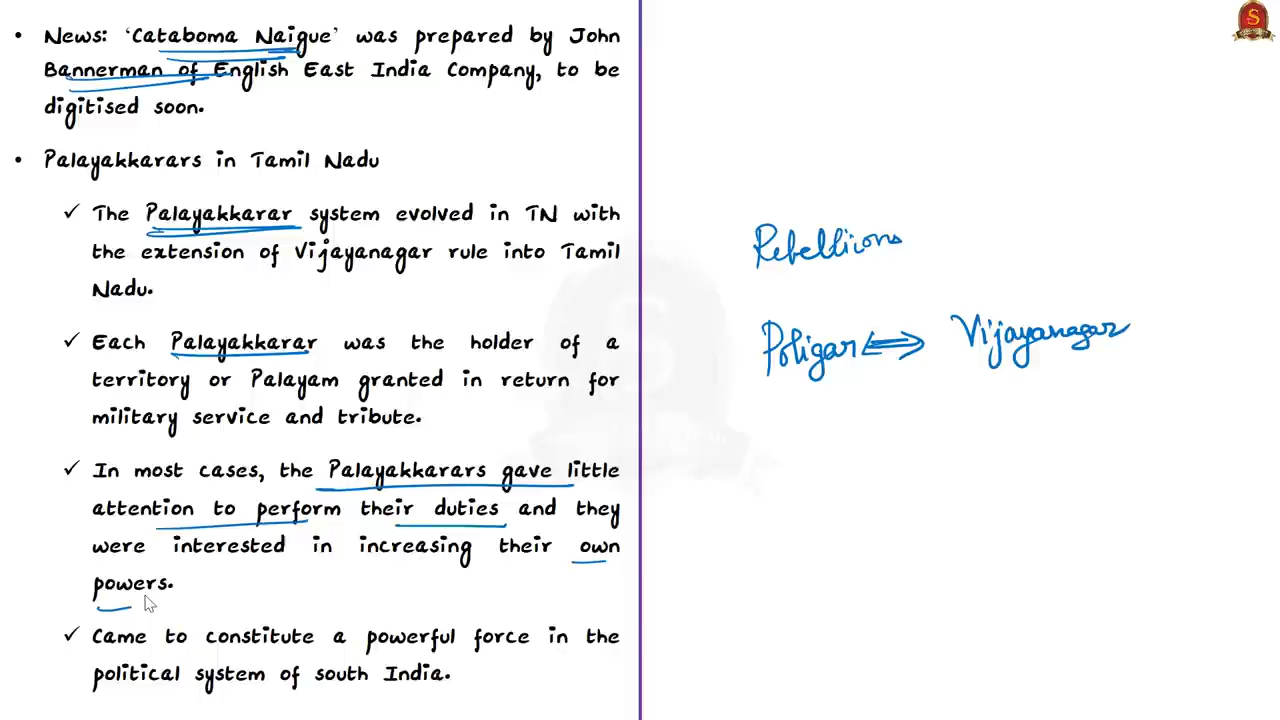 • News: 'Cataboma Naigue' was prepared by John
Bannerman of English East India Company, to be
digitised soon.
• Palayakkarars in Tamil Nadu
✓ The Palayakkarar system evolved in TN with
the extension of Vijayanagar rule into Tamil
Nadu.
✓ Each Palayakkarar was the holder of a
territory or Palayam granted in return for
military service and tribute.
✓ In most cases, the Palayakkarars gave little
attention to perform their duties and they
were interested in increasing their own
powers.
✓ Came to constitute a powerful force in the
political system of south India.
Rebellions
Poligar ⟺ Vijayanagar
S